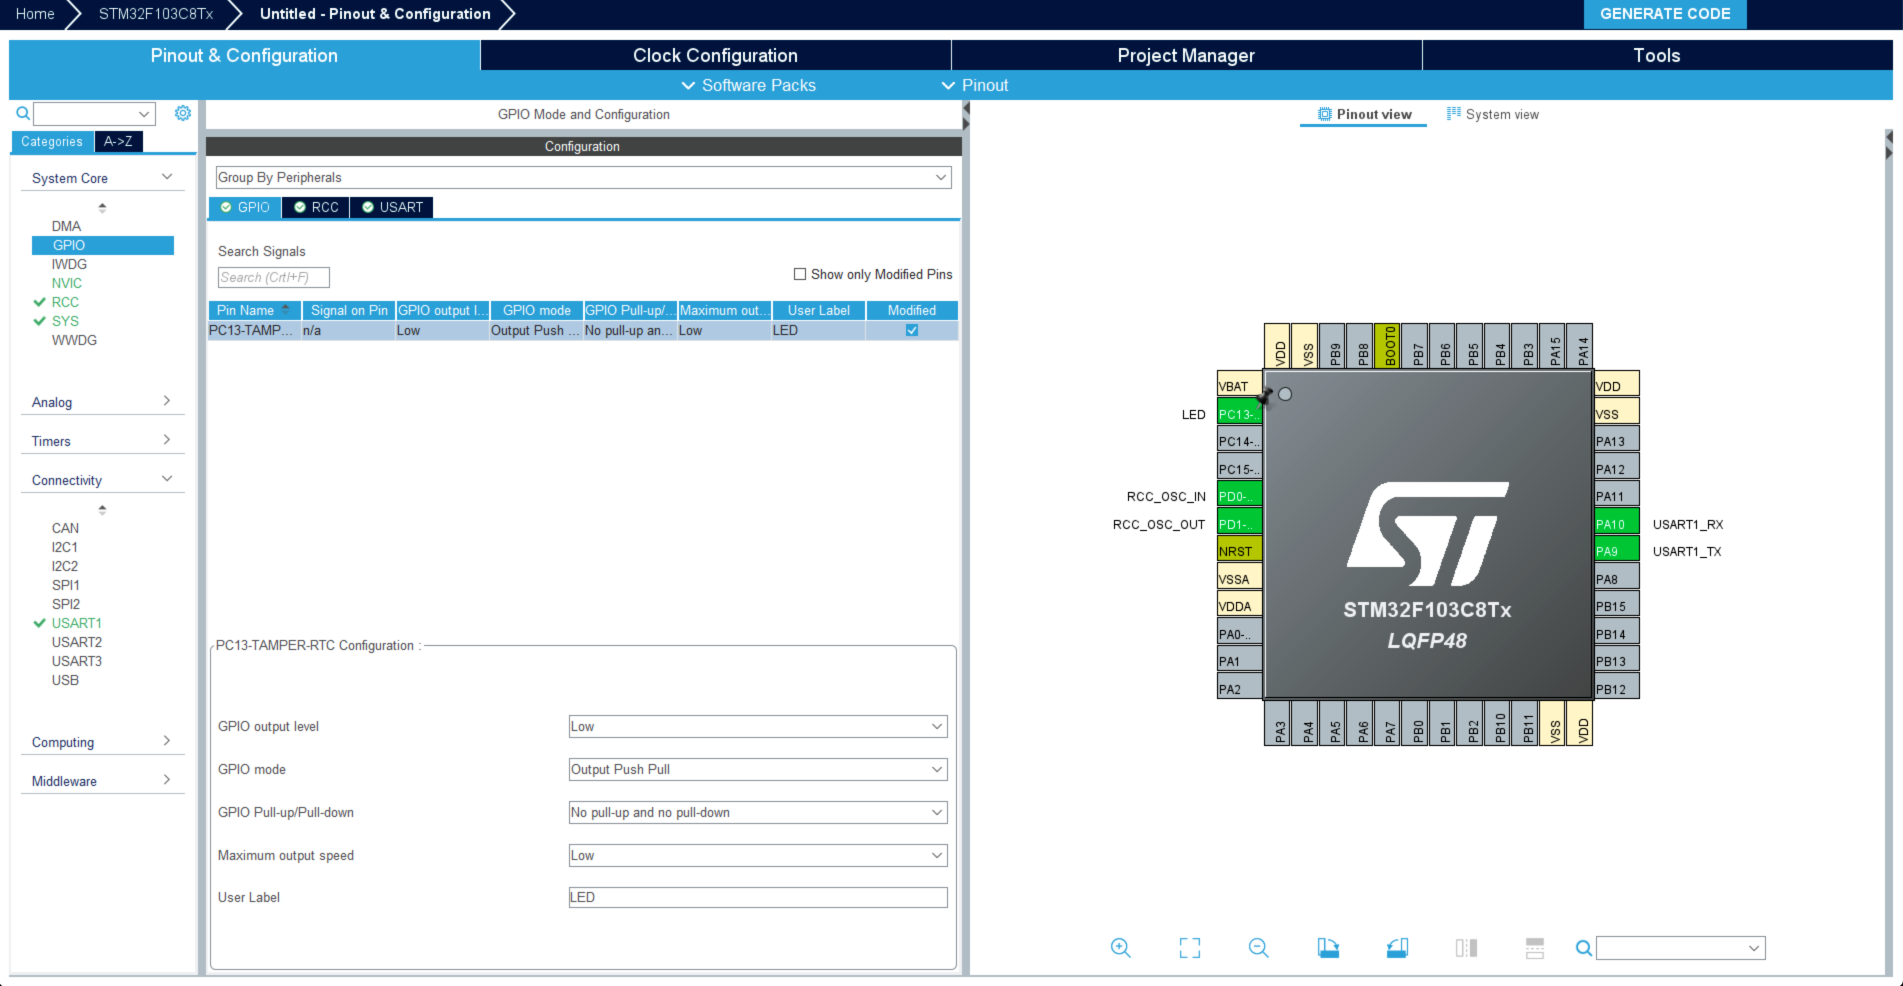 Home STM32F103C8Tx Untitled - Pinout & Configuration GENERATE CODE
Pinout & Configuration Clock Configuration Project Manager Tools
Software Packs Pinout
Categories A->Z
System Core
DMA
GPIO
IWDG
NVIC
RCC
SYS
WWDG
Analog
Timers
Connectivity
CAN
I2C1
I2C2
SPI1
SPI2
USART1
USART2
USART3
USB
Computing
Middleware
GPIO Mode and Configuration
Configuration
Group By Peripherals
GPIO RCC USART
Search Signals
Search (Crtl+F) Show only Modified Pins
Pin Name Signal on Pin GPIO output l... GPIO mode GPIO Pull-up/... Maximum out... User Label Modified
PC13-TAMP... n/a Low Output Push ... No pull-up an... Low LED
PC13-TAMPER-RTC Configuration :
GPIO output level Low
GPIO mode Output Push Pull
GPIO Pull-up/Pull-down No pull-up and no pull-down
Maximum output speed Low
User Label LED
Pinout view System view
VDD VSS PB9 PB8 BOOT0 PB7 PB6 PB5 PB4 PB3 PA15 PA14
VBAT VDD
LED PC13-.. VSS
PC14-.. PA13
PC15-.. PA12
RCC_OSC_IN PD0-.. PA11
RCC_OSC_OUT PD1-.. PA10 USART1_RX
NRST PA9 USART1_TX
VSSA PA8
VDDA PB15
PA0-.. PB14
PA1 PB13
PA2 PB12
ST
STM32F103C8Tx
LQFP48
PA3 PA4 PA5 PA6 PA7 PB0 PB1 PB2 PB10 PB11 VSS VDD